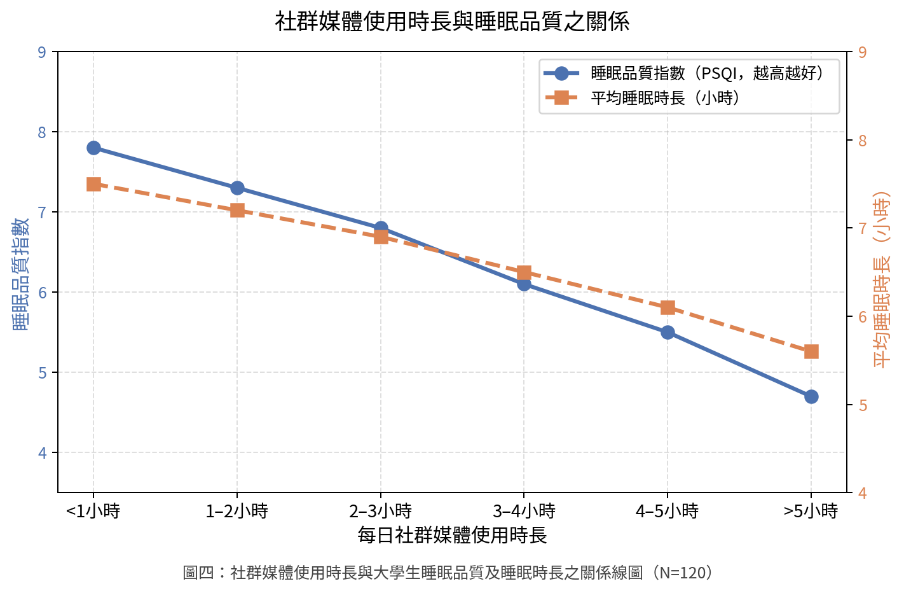 社群媒體使用時長與睡眠品質之關係
睡眠品質指數（PSQI，越高越好）
平均睡眠時長（小時）
睡眠品質指數
9
8
7
6
5
4
平均睡眠時長（小時）
9
8
7
6
5
4
<1小時 1–2小時 2–3小時 3–4小時 4–5小時 >5小時
每日社群媒體使用時長
圖四：社群媒體使用時長與大學生睡眠品質及睡眠時長之關係線圖（N=120）